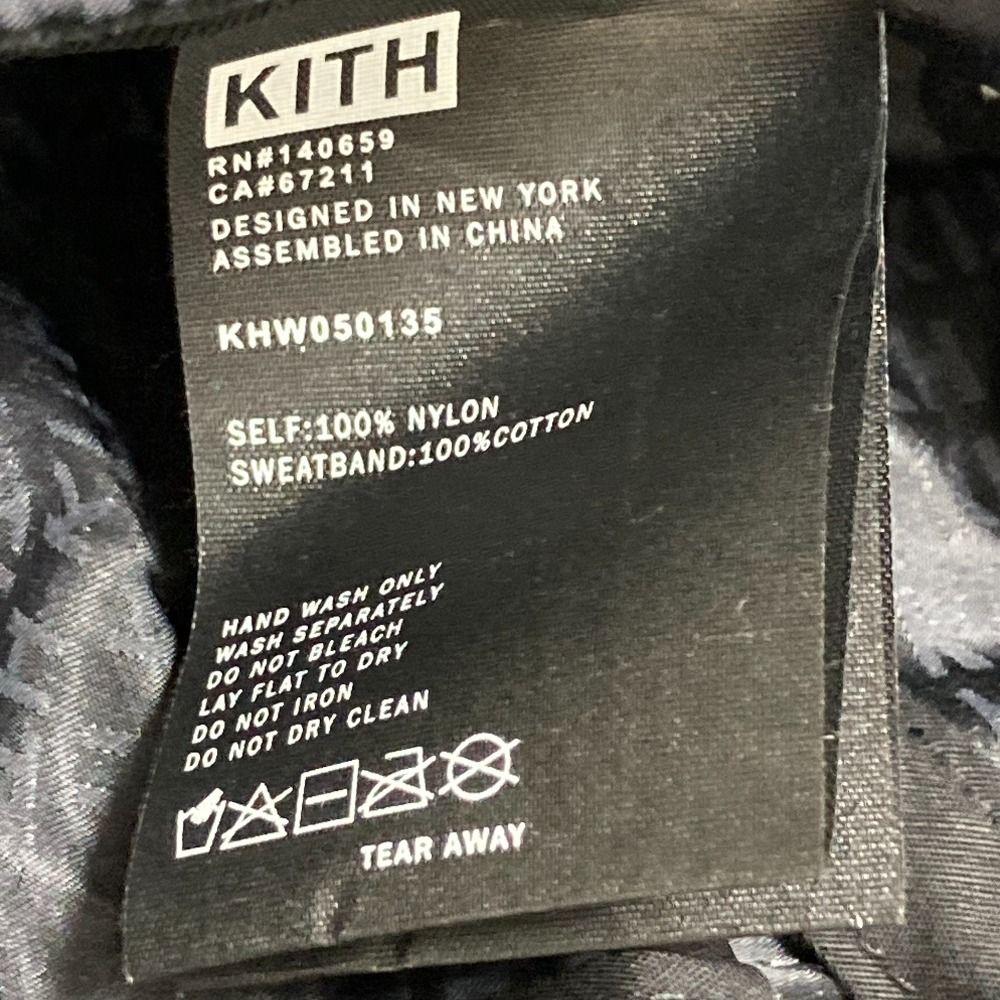 KITH
RN#140659
CA#67211
DESIGNED IN NEW YORK
ASSEMBLED IN CHINA
KHW050135
SELF:100% NYLON
SWEATBAND:100%COTTON
HAND WASH ONLY
WASH SEPARATELY
DO NOT BLEACH
LAY FLAT TO DRY
DO NOT IRON
DO NOT DRY CLEAN
TEAR AWAY